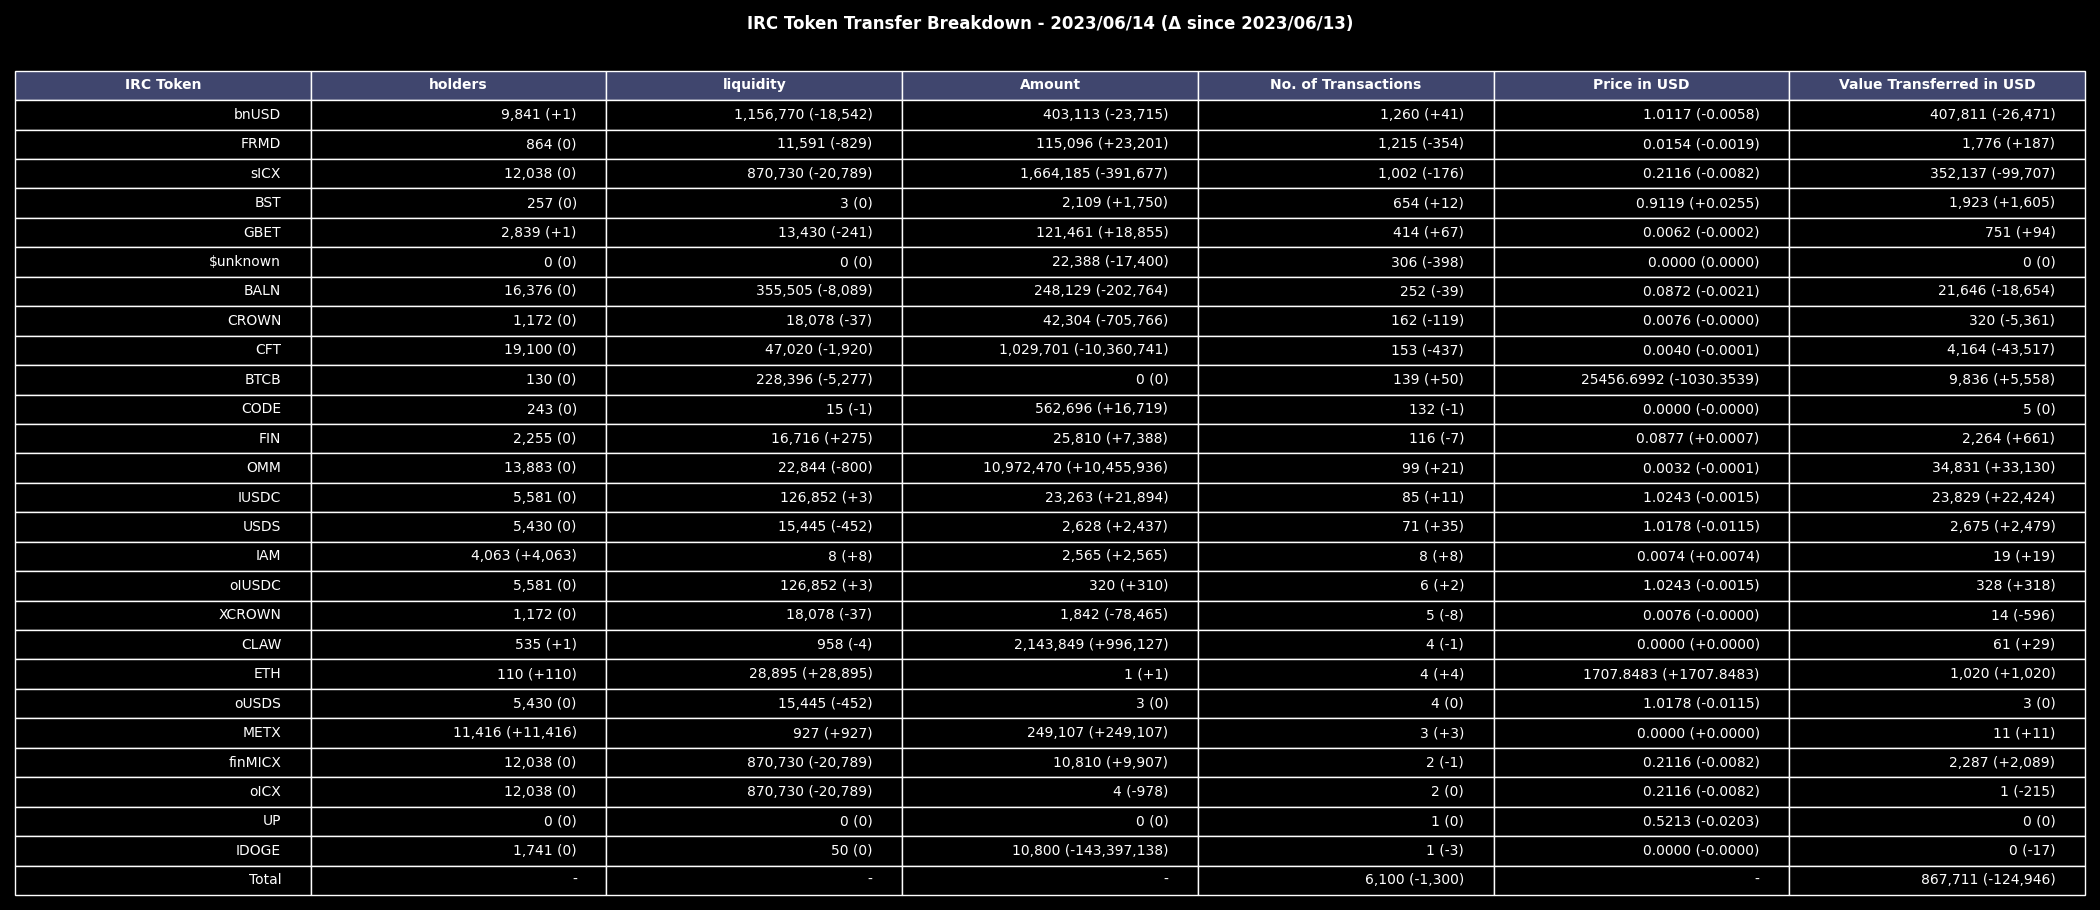 IRC Token Transfer Breakdown - 2023/06/14 (Δ since 2023/06/13)
IRC Token holders liquidity Amount No. of Transactions Price in USD Value Transferred in USD
bnUSD 9,841 (+1) 1,156,770 (-18,542) 403,113 (-23,715) 1,260 (+41) 1.0117 (-0.0058) 407,811 (-26,471)
FRMD 864 (0) 11,591 (-829) 115,096 (+23,201) 1,215 (-354) 0.0154 (-0.0019) 1,776 (+187)
sICX 12,038 (0) 870,730 (-20,789) 1,664,185 (-391,677) 1,002 (-176) 0.2116 (-0.0082) 352,137 (-99,707)
BST 257 (0) 3 (0) 2,109 (+1,750) 654 (+12) 0.9119 (+0.0255) 1,923 (+1,605)
GBET 2,839 (+1) 13,430 (-241) 121,461 (+18,855) 414 (+67) 0.0062 (-0.0002) 751 (+94)
$unknown 0 (0) 0 (0) 22,388 (-17,400) 306 (-398) 0.0000 (0.0000) 0 (0)
BALN 16,376 (0) 355,505 (-8,089) 248,129 (-202,764) 252 (-39) 0.0872 (-0.0021) 21,646 (-18,654)
CROWN 1,172 (0) 18,078 (-37) 42,304 (-705,766) 162 (-119) 0.0076 (-0.0000) 320 (-5,361)
CFT 19,100 (0) 47,020 (-1,920) 1,029,701 (-10,360,741) 153 (-437) 0.0040 (-0.0001) 4,164 (-43,517)
BTCB 130 (0) 228,396 (-5,277) 0 (0) 139 (+50) 25456.6992 (-1030.3539) 9,836 (+5,558)
CODE 243 (0) 15 (-1) 562,696 (+16,719) 132 (-1) 0.0000 (-0.0000) 5 (0)
FIN 2,255 (0) 16,716 (+275) 25,810 (+7,388) 116 (-7) 0.0877 (+0.0007) 2,264 (+661)
OMM 13,883 (0) 22,844 (-800) 10,972,470 (+10,455,936) 99 (+21) 0.0032 (-0.0001) 34,831 (+33,130)
IUSDC 5,581 (0) 126,852 (+3) 23,263 (+21,894) 85 (+11) 1.0243 (-0.0015) 23,829 (+22,424)
USDS 5,430 (0) 15,445 (-452) 2,628 (+2,437) 71 (+35) 1.0178 (-0.0115) 2,675 (+2,479)
IAM 4,063 (+4,063) 8 (+8) 2,565 (+2,565) 8 (+8) 0.0074 (+0.0074) 19 (+19)
oIUSDC 5,581 (0) 126,852 (+3) 320 (+310) 6 (+2) 1.0243 (-0.0015) 328 (+318)
XCROWN 1,172 (0) 18,078 (-37) 1,842 (-78,465) 5 (-8) 0.0076 (-0.0000) 14 (-596)
CLAW 535 (+1) 958 (-4) 2,143,849 (+996,127) 4 (-1) 0.0000 (+0.0000) 61 (+29)
ETH 110 (+110) 28,895 (+28,895) 1 (+1) 4 (+4) 1707.8483 (+1707.8483) 1,020 (+1,020)
oUSDS 5,430 (0) 15,445 (-452) 3 (0) 4 (0) 1.0178 (-0.0115) 3 (0)
METX 11,416 (+11,416) 927 (+927) 249,107 (+249,107) 3 (+3) 0.0000 (+0.0000) 11 (+11)
finMICX 12,038 (0) 870,730 (-20,789) 10,810 (+9,907) 2 (-1) 0.2116 (-0.0082) 2,287 (+2,089)
oICX 12,038 (0) 870,730 (-20,789) 4 (-978) 2 (0) 0.2116 (-0.0082) 1 (-215)
UP 0 (0) 0 (0) 0 (0) 1 (0) 0.5213 (-0.0203) 0 (0)
IDOGE 1,741 (0) 50 (0) 10,800 (-143,397,138) 1 (-3) 0.0000 (-0.0000) 0 (-17)
Total - - - 6,100 (-1,300) - 867,711 (-124,946)